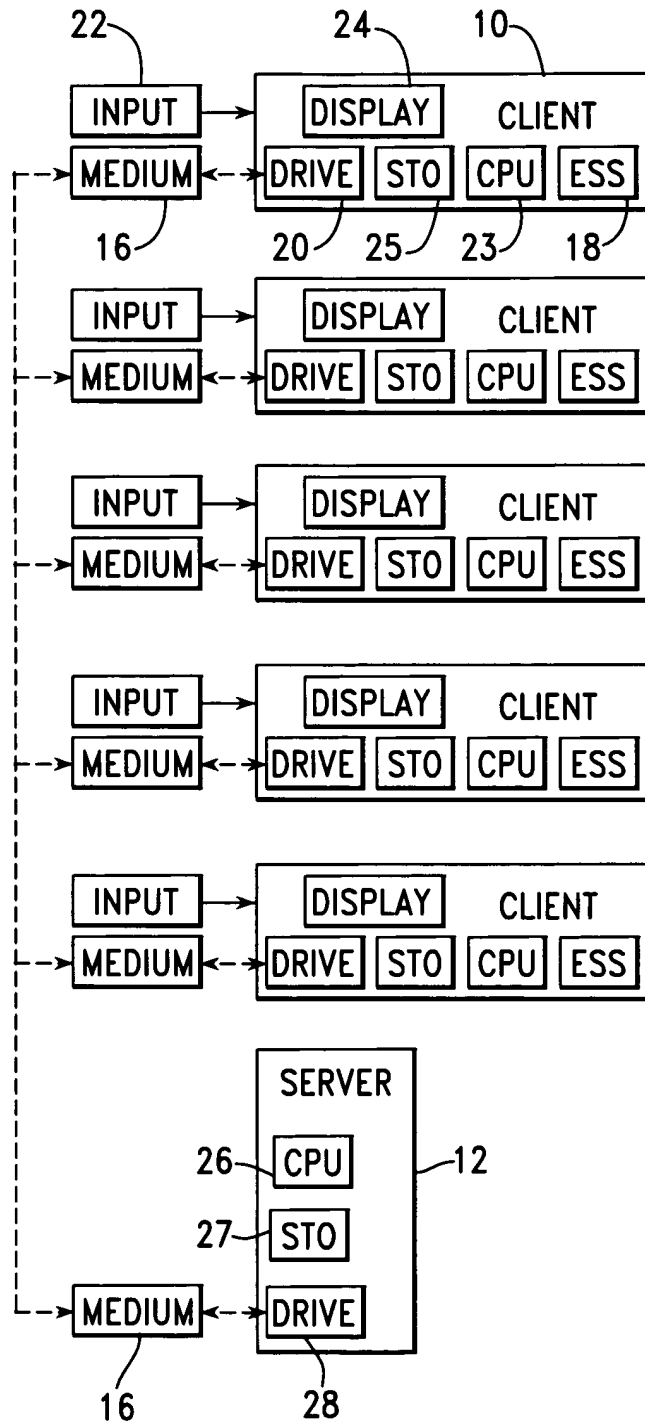 22 24 10
INPUT DISPLAY CLIENT
MEDIUM DRIVE STO CPU ESS
16 20 25 23 18
INPUT DISPLAY CLIENT
MEDIUM DRIVE STO CPU ESS
INPUT DISPLAY CLIENT
MEDIUM DRIVE STO CPU ESS
INPUT DISPLAY CLIENT
MEDIUM DRIVE STO CPU ESS
INPUT DISPLAY CLIENT
MEDIUM DRIVE STO CPU ESS
SERVER
26 CPU 12
27 STO
MEDIUM DRIVE
16 28